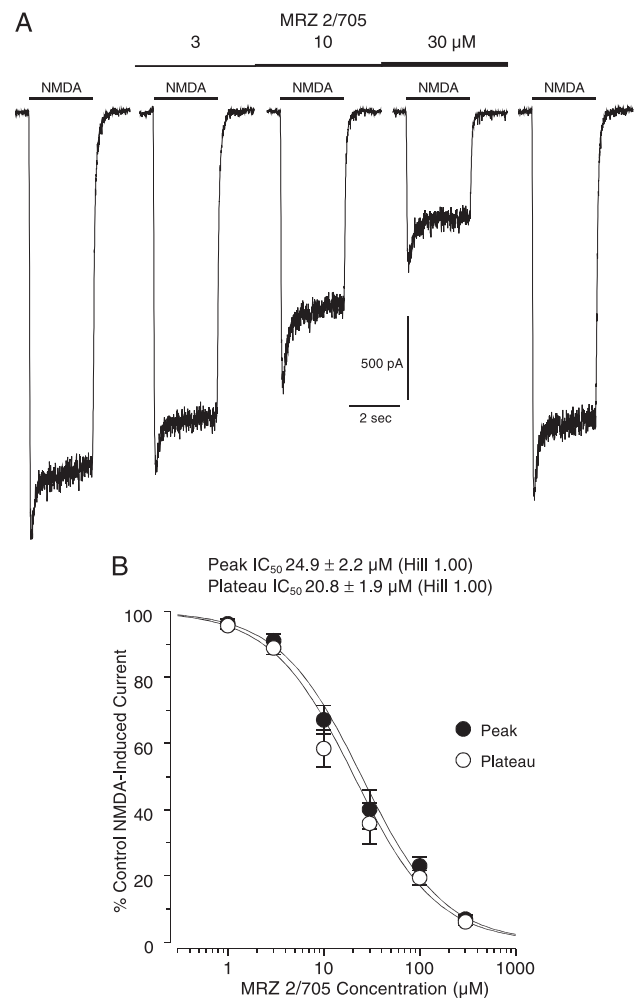 A
MRZ 2/705
3 10 30 µM
NMDA NMDA NMDA NMDA NMDA
500 pA
2 sec
B
Peak IC50 24.9 ± 2.2 µM (Hill 1.00)
Plateau IC50 20.8 ± 1.9 µM (Hill 1.00)
% Control NMDA-Induced Current
100
80
60
40
20
0
Peak
Plateau
1 10 100 1000
MRZ 2/705 Concentration (µM)